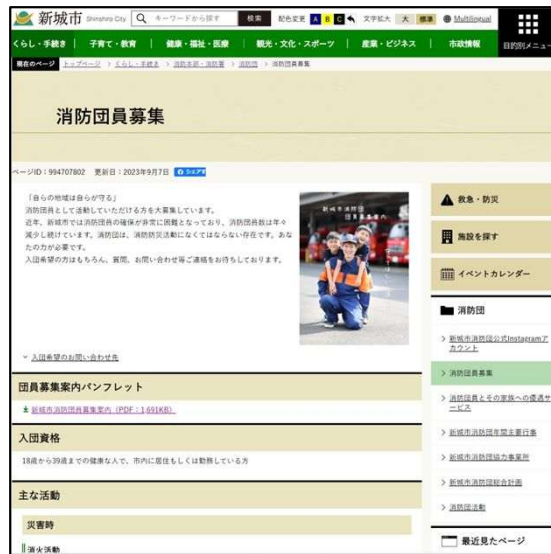 新城市 Shinshiro City
キーワードから探す
検索
配色変更 A B C
文字拡大 大 標準
Multilingual
くらし・手続き
子育て・教育
健康・福祉・医療
観光・文化・スポーツ
産業・ビジネス
市政情報
目的別メニュー
現在のページ トップページ > くらし・手続き > 消防本部・消防署 > 消防団 > 消防団員募集
消防団員募集
ページID：994707802 更新日：2023年9月7日 シェアす
「自らの地域は自らが守る」
消防団員として活動していただける方を大募集しています。
近年、新城市では消防団員の確保が非常に困難となっており、消防団員数は年々
減少し続けています。消防団は、消防防災活動になくてはならない存在です。あな
たの力が必要です。
入団希望の方はもちろん、質問、お問い合わせ等ご連絡をお待ちしております。
新城市消防団
団員募集案内
入団希望のお問い合わせ先
団員募集案内パンフレット
新城市消防団員募集案内（PDF：1,691KB）
入団資格
18歳から39歳までの健康な人で、市内に居住もしくは勤務している方
主な活動
災害時
消火活動
救急・防災
施設を探す
イベントカレンダー
消防団
> 新城市消防団公式Instagramア
カウント
> 消防団員募集
> 消防団員とその家族への優遇サ
ービス
> 新城市消防団年間主要行事
> 新城市消防団協力事業所
> 新城市消防団総合計画
> 消防団活動
最近見たページ